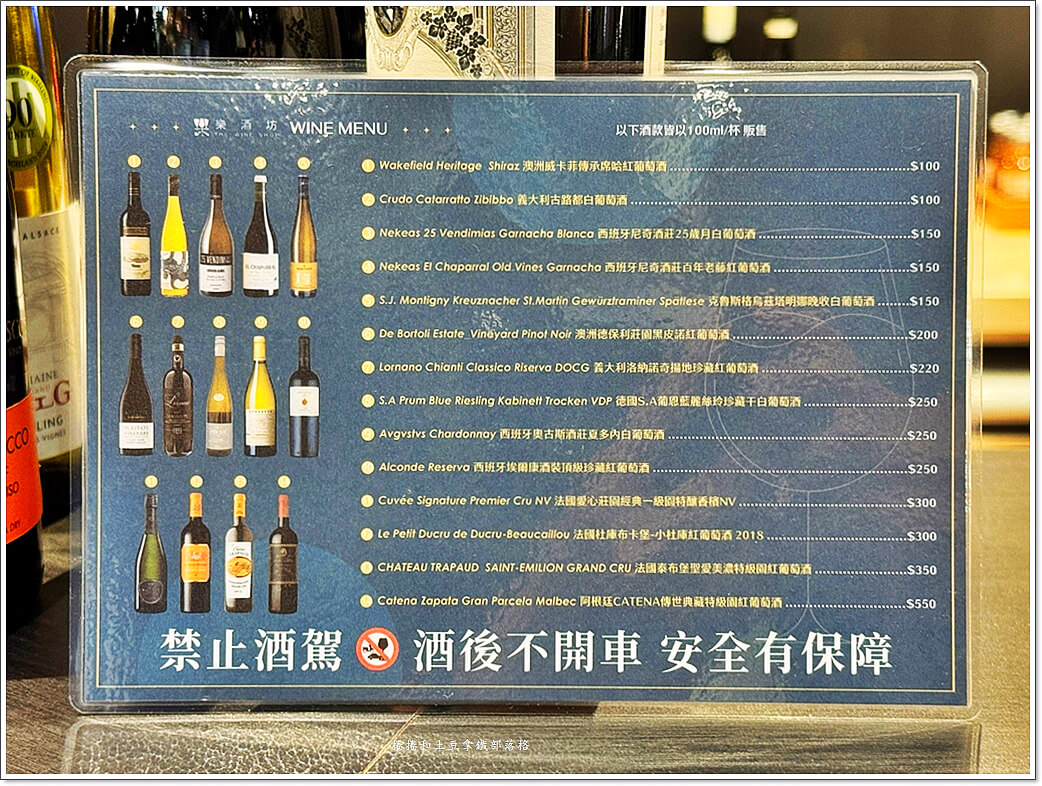 樂酒坊 WINE MENU
THE WINE SHOP
以下酒款皆以100ml/杯 販售
Wakefield Heritage Shiraz 澳洲威卡菲傳承席哈紅葡萄酒 $100
Crudo Catarratto Zibibbo 義大利古路都白葡萄酒 $100
Nekeas 25 Vendimias Garnacha Blanca 西班牙尼奇酒莊25歲月白葡萄酒 $150
Nekeas El Chaparral Old Vines Garnacha 西班牙尼奇酒莊百年老藤紅葡萄酒 $150
S.J. Montigny Kreuznacher St.Martin Gewürztraminer Spätlese 克魯斯格烏茲塔明娜晚收白葡萄酒 $150
De Bortoli Estate Vineyard Pinot Noir 澳洲德保利莊園黑皮諾紅葡萄酒 $200
Lornano Chianti Classico Riserva DOCG 義大利洛納諾奇揚地珍藏紅葡萄酒 $220
S.A Prum Blue Riesling Kabinett Trocken VDP 德國S.A葡恩藍麗絲玲珍藏干白葡萄酒 $250
Avgvstvs Chardonnay 西班牙奧古斯酒莊夏多內白葡萄酒 $250
Alconde Reserva 西班牙埃爾康酒裝頂級珍藏紅葡萄酒 $250
Cuvée Signature Premier Cru NV 法國愛心莊園經典一級園特釀香檳NV $300
Le Petit Ducru de Ducru-Beaucaillou 法國杜庫布卡堡-小杜庫紅葡萄酒 2018 $300
CHATEAU TRAPAUD SAINT-EMILION GRAND CRU 法國泰布堡聖愛美濃特級園紅葡萄酒 $350
Catena Zapata Gran Parcela Malbec 阿根廷CATENA傳世典藏特級園紅葡萄酒 $550
禁止酒駕 酒後不開車 安全有保障
ALSACE
捲捲和土豆拿鐵部落格